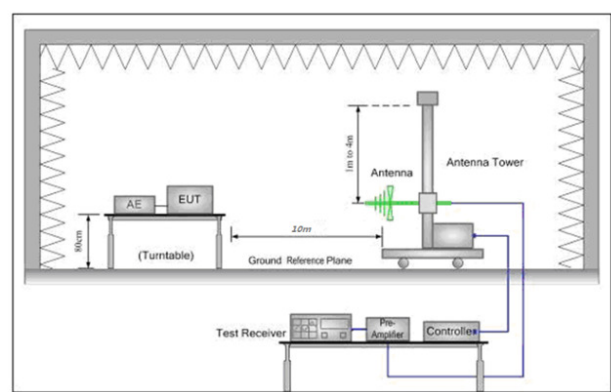 1m to 4m
Antenna
Antenna Tower
AE
EUT
80cm
(Turntable)
10m
Ground Reference Plane
Test Receiver
Pre-
Amplifier
Controller